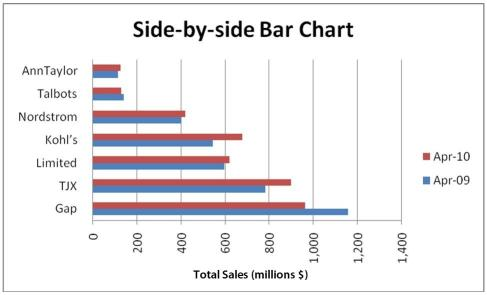 Side-by-side Bar Chart
AnnTaylor
Talbots
Nordstrom
Kohl's
Limited
TJX
Gap
Apr-10
Apr-09
0 200 400 600 800 1,000 1,200 1,400
Total Sales (millions $)